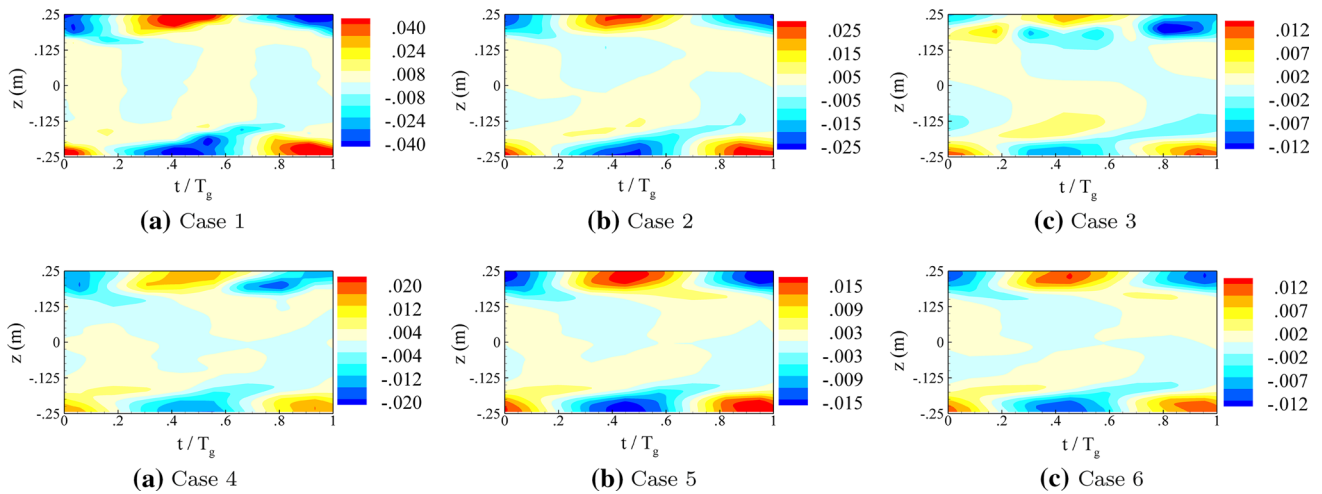 .25
.125
0
-.125
-.25
z (m)
0 .2 .4 .6 .8 1
t / Tg
.040
.024
.008
-.008
-.024
-.040
(a) Case 1
.25
.125
0
-.125
-.25
z (m)
0 .2 .4 .6 .8 1
t / Tg
.025
.015
.005
-.005
-.015
-.025
(b) Case 2
.25
.125
0
-.125
-.25
z (m)
0 .2 .4 .6 .8 1
t / Tg
.012
.007
.002
-.002
-.007
-.012
(c) Case 3
.25
.125
0
-.125
-.25
z (m)
0 .2 .4 .6 .8 1
t / Tg
.020
.012
.004
-.004
-.012
-.020
(a) Case 4
.25
.125
0
-.125
-.25
z (m)
0 .2 .4 .6 .8 1
t / Tg
.015
.009
.003
-.003
-.009
-.015
(b) Case 5
.25
.125
0
-.125
-.25
z (m)
0 .2 .4 .6 .8 1
t / Tg
.012
.007
.002
-.002
-.007
-.012
(c) Case 6